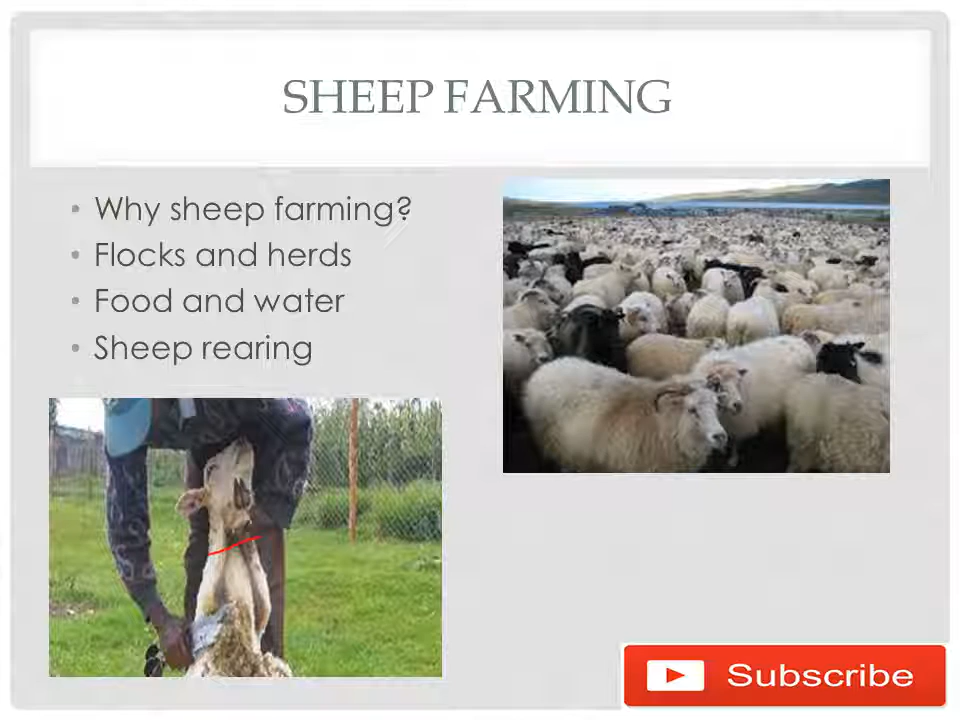 SHEEP FARMING
• Why sheep farming?
• Flocks and herds
• Food and water
• Sheep rearing
Subscribe